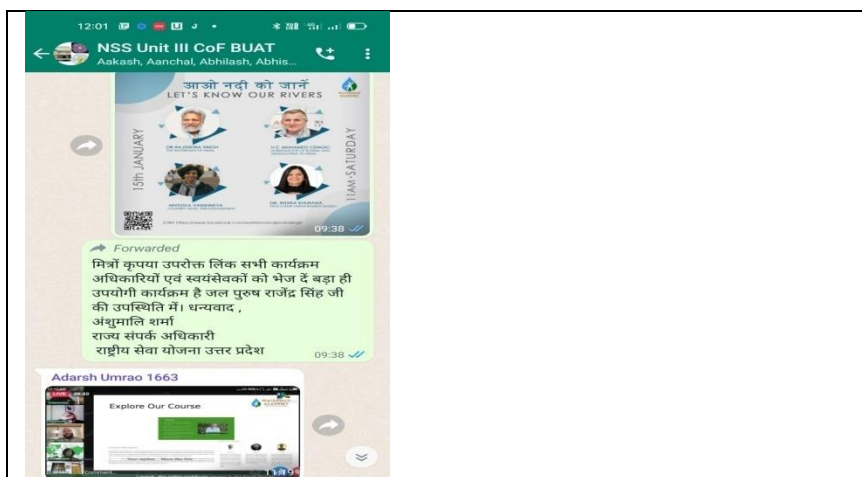 12:01
NSS Unit III CoF BUAT
Aakash, Aanchal, Abhilash, Abhis...
आओ नदी को जानें
LET'S KNOW OUR RIVERS
15th JANUARY
11AM-SATURDAY
09:38
Forwarded
मित्रों कृपया उपरोक्त लिंक सभी कार्यक्रम
अधिकारियों एवं स्वयंसेवकों को भेज दें बड़ा ही
उपयोगी कार्यक्रम है जल पुरुष राजेंद्र सिंह जी
की उपस्थिति में। धन्यवाद ,
अंशुमालि शर्मा
राज्य संपर्क अधिकारी
राष्ट्रीय सेवा योजना उत्तर प्रदेश
09:38
Adarsh Umrao 1663
LIVE
Explore Our Course